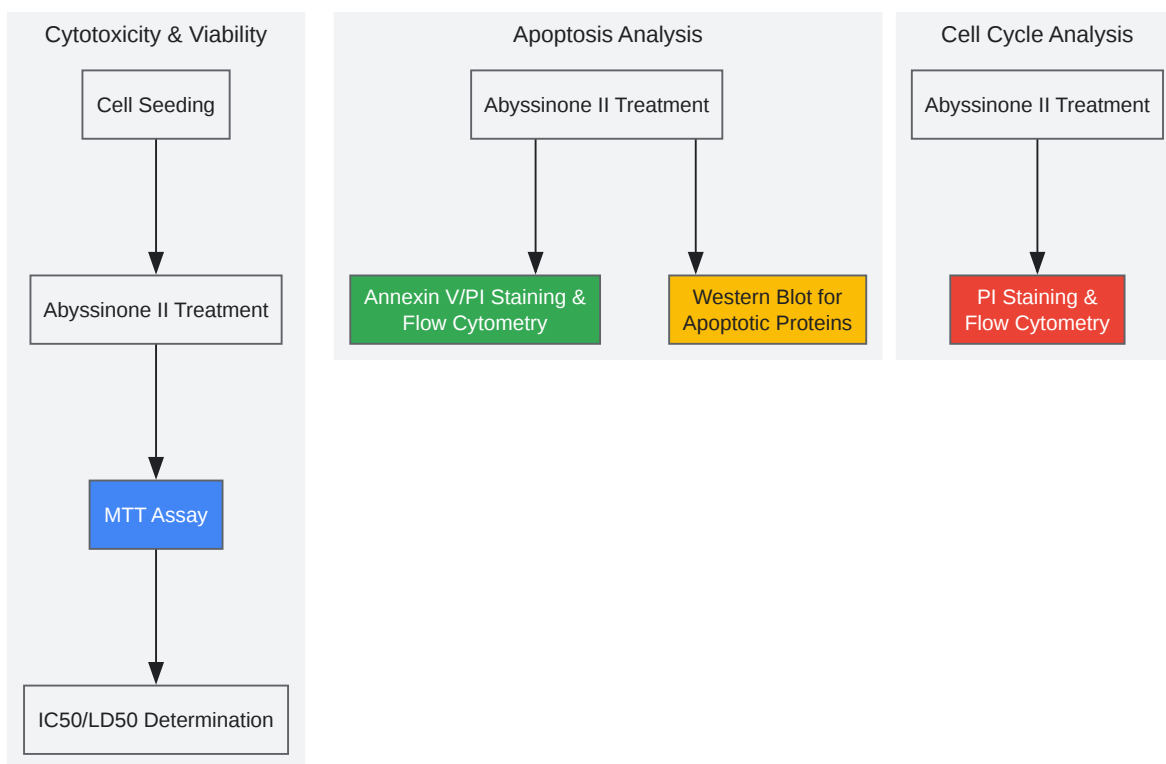 Cytotoxicity & Viability
Cell Seeding
Abyssinone II Treatment
MTT Assay
IC50/LD50 Determination
Apoptosis Analysis
Abyssinone II Treatment
Annexin V/PI Staining &
Flow Cytometry
Western Blot for
Apoptotic Proteins
Cell Cycle Analysis
Abyssinone II Treatment
PI Staining &
Flow Cytometry